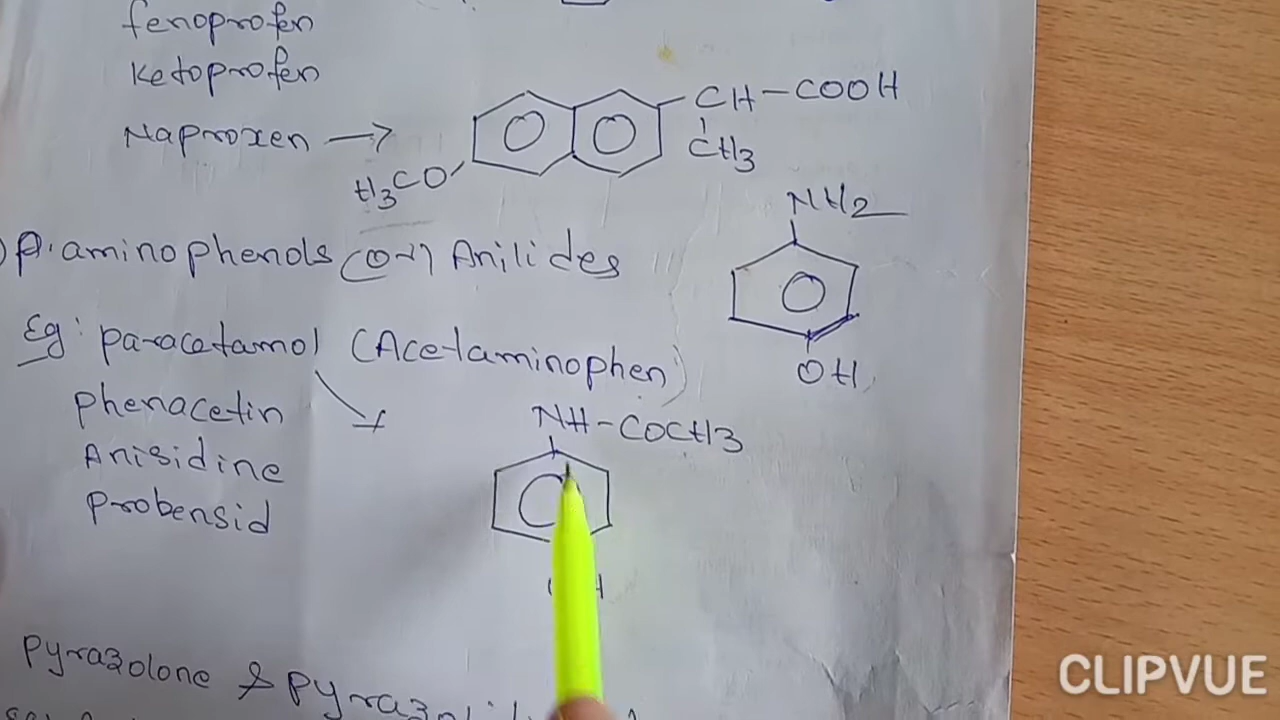 fenoprofen
Ketoprofen
Naproxen → CH-COOH
CH3
H3CO
NH2
P. aminophenols (or) Anilides
Eg: paracetamol (Acetaminophen)
OH
phenacetin
NH-COCH3
Anisidine
probensid
pyrazolone &
CLIPVUE